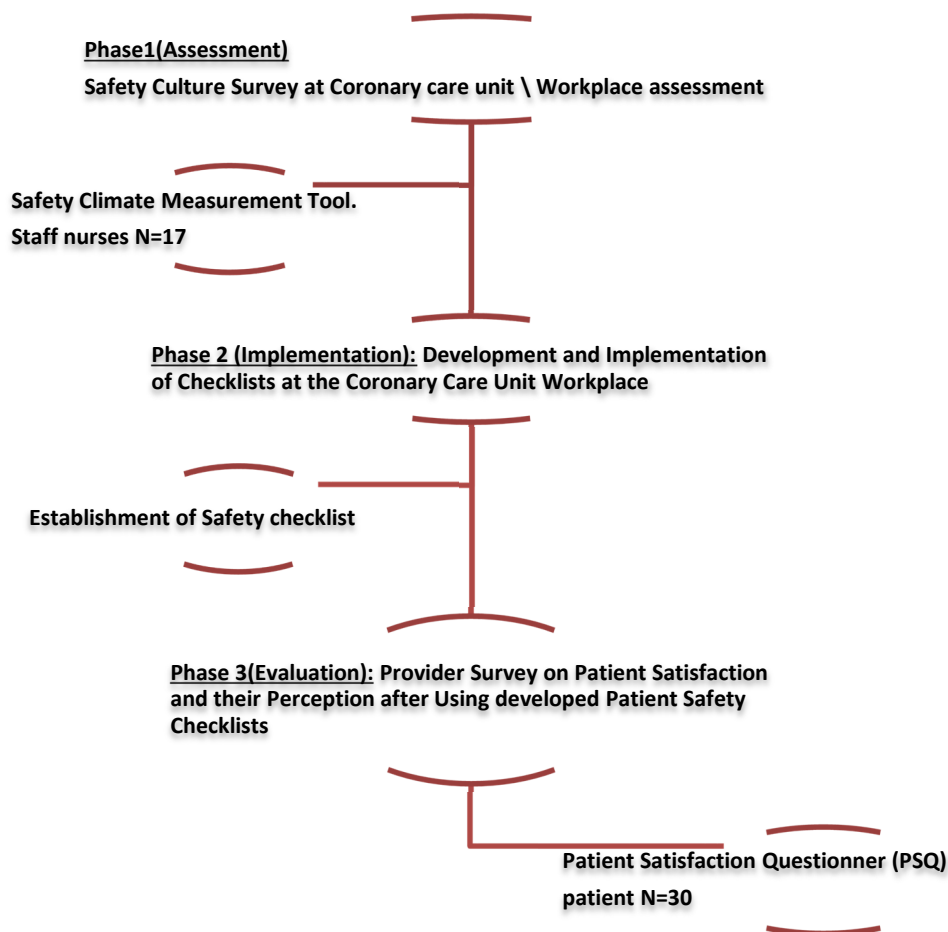 Phase1(Assessment)
Safety Culture Survey at Coronary care unit \ Workplace assessment
Safety Climate Measurement Tool.
Staff nurses N=17
Phase 2 (Implementation): Development and Implementation
of Checklists at the Coronary Care Unit Workplace
Establishment of Safety checklist
Phase 3(Evaluation): Provider Survey on Patient Satisfaction
and their Perception after Using developed Patient Safety
Checklists
Patient Satisfaction Questionner (PSQ)
patient N=30